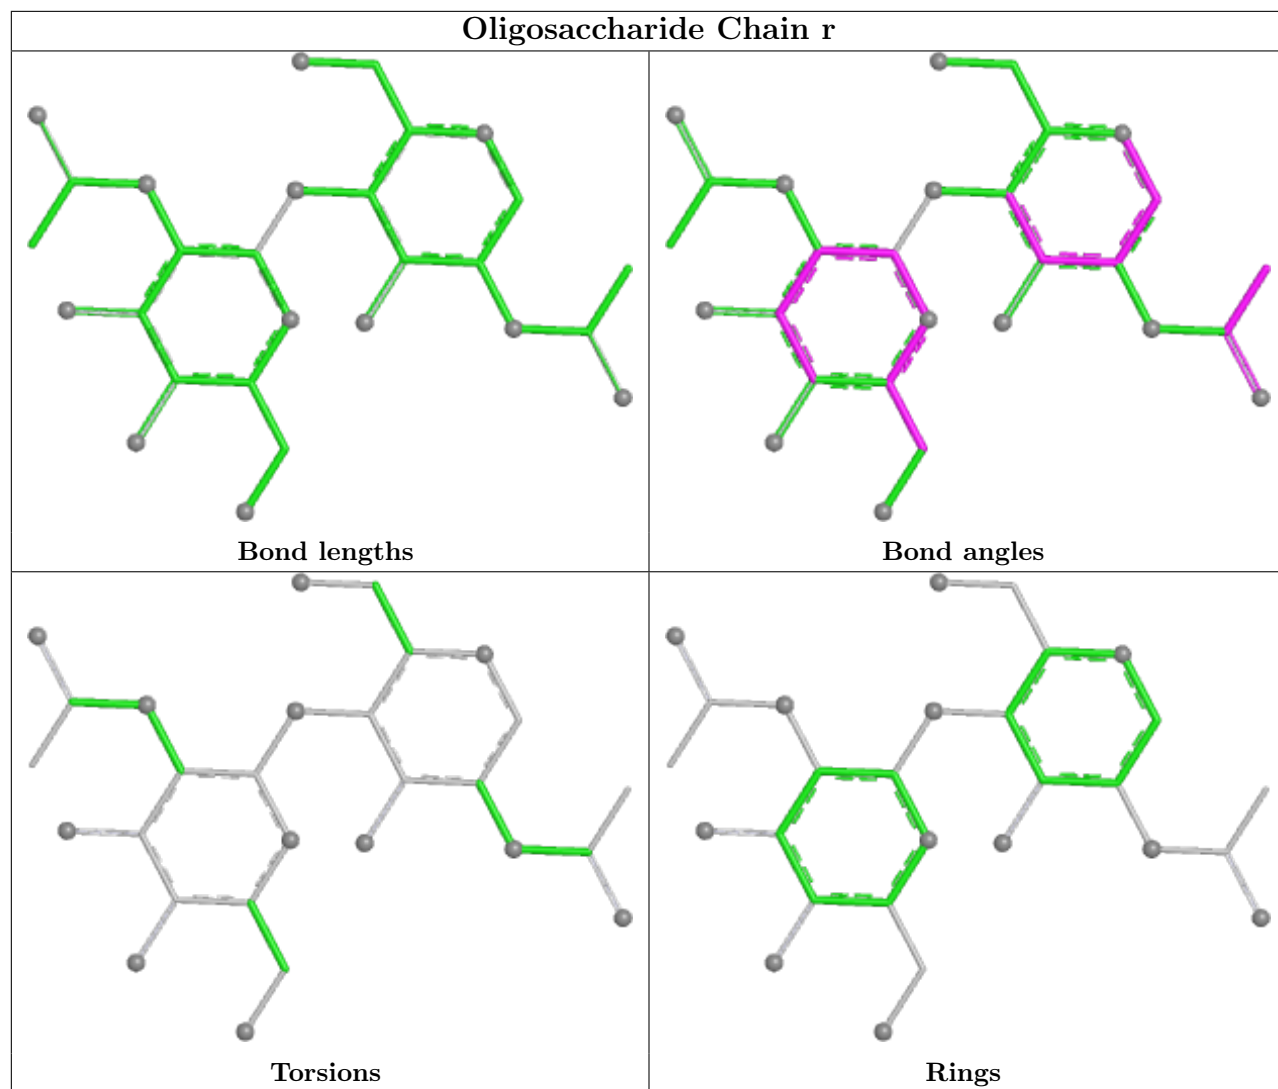 Oligosaccharide Chain r
Bond lengths
Bond angles
Torsions
Rings